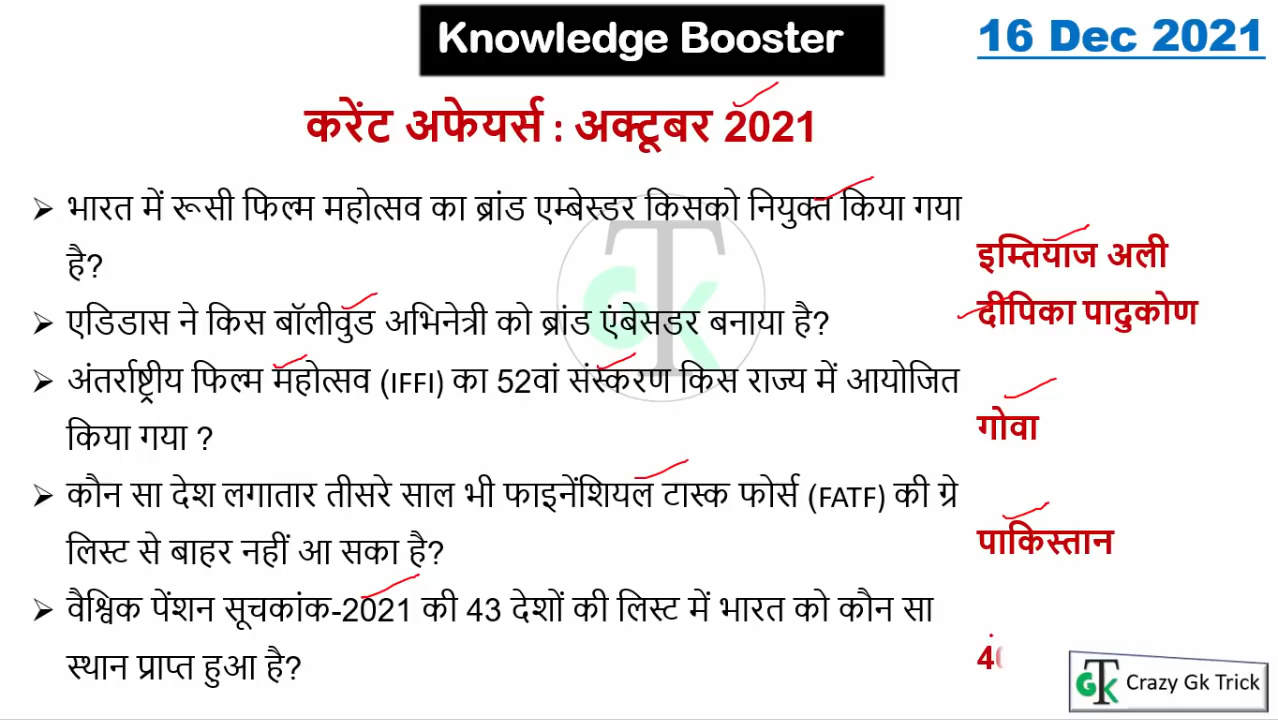 Knowledge Booster
16 Dec 2021
करेंट अफेयर्स : अक्टूबर 2021
➢ भारत में रूसी फिल्म महोत्सव का ब्रांड एम्बेस्डर किसको नियुक्त किया गया
है?
इम्तियाज अली
➢ एडिडास ने किस बॉलीवुड अभिनेत्री को ब्रांड एंबेसडर बनाया है?
दीपिका पादुकोण
➢ अंतर्राष्ट्रीय फिल्म महोत्सव (IFFI) का 52वां संस्करण किस राज्य में आयोजित
किया गया ?
गोवा
➢ कौन सा देश लगातार तीसरे साल भी फाइनेंशियल टास्क फोर्स (FATF) की ग्रे
लिस्ट से बाहर नहीं आ सका है?
पाकिस्तान
➢ वैश्विक पेंशन सूचकांक-2021 की 43 देशों की लिस्ट में भारत को कौन सा
स्थान प्राप्त हुआ है?
TGK
Crazy Gk Trick